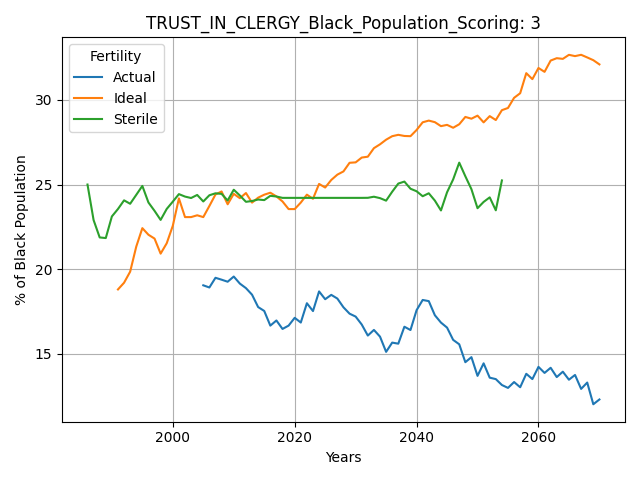 TRUST_IN_CLERGY_Black_Population_Scoring: 3
Fertility
Actual
Ideal
Sterile
% of Black Population
30
25
20
15
2000
2020
2040
2060
Years